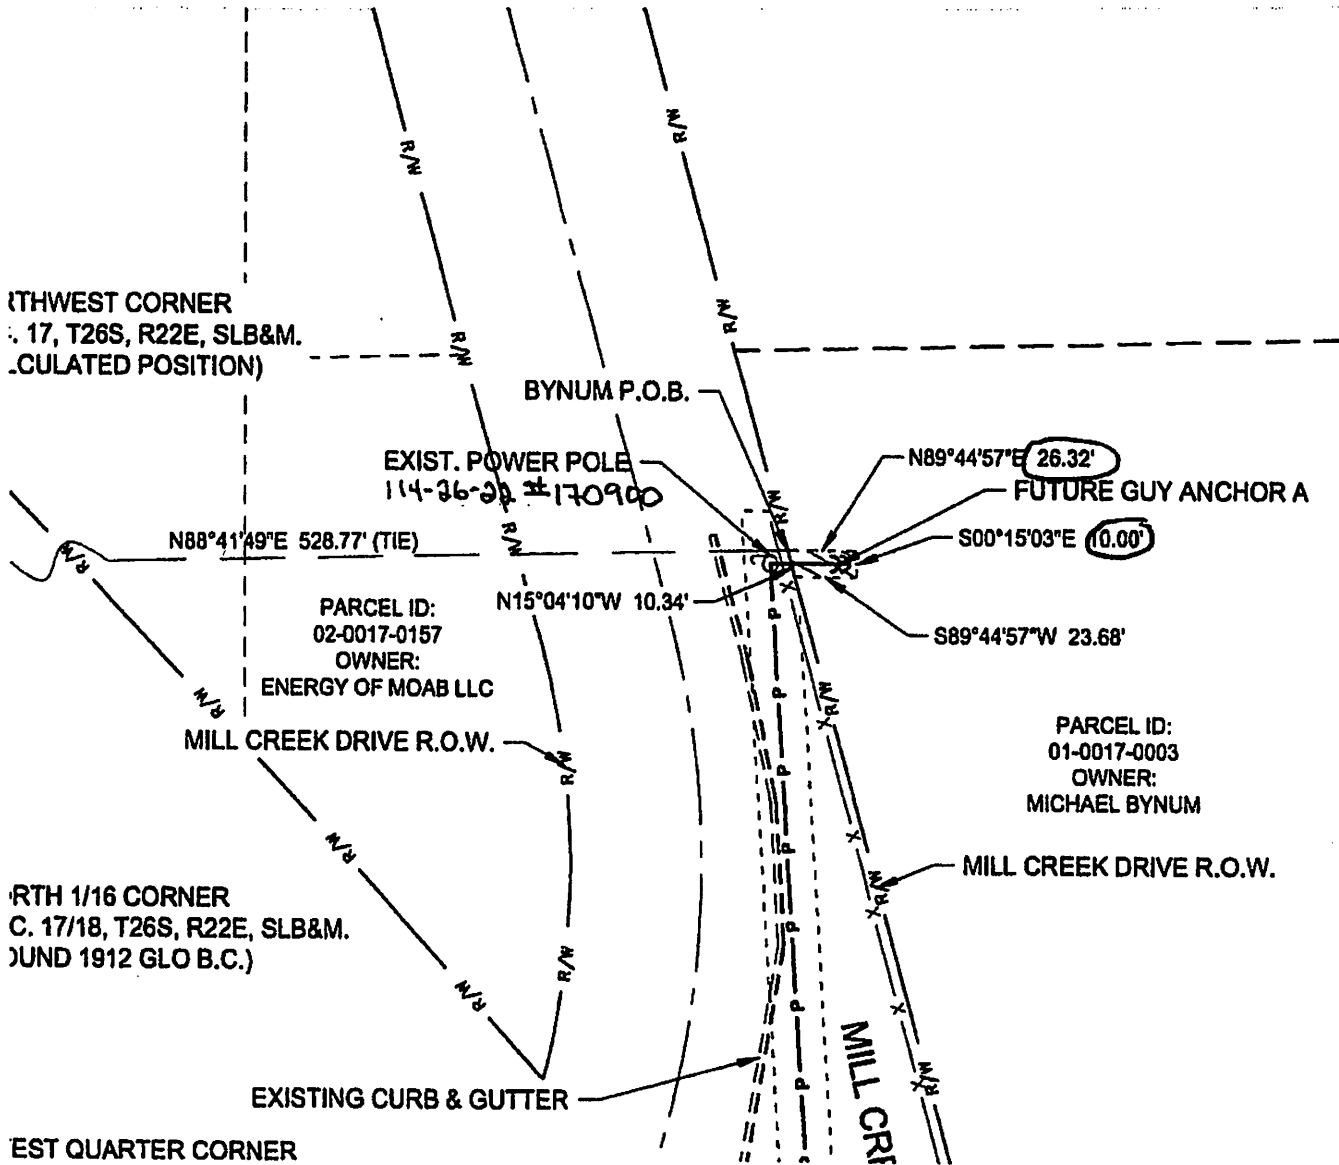 R/W
R/W
R/W
R/W
THWEST CORNER
. 17, T26S, R22E, SLB&M.
CULATED POSITION)
BYNUM P.O.B.
EXIST. POWER POLE
114-26-22 #170900
N89°44'57"E 26.32'
FUTURE GUY ANCHOR A
R/W
R/W
N88°41'49"E 528.77' (TIE)
S00°15'03"E 10.00'
R/W
N15°04'10"W 10.34'
PARCEL ID:
02-0017-0157
OWNER:
ENERGY OF MOAB LLC
X
P
S89°44'57"W 23.68'
R/W
P
X
R/W
MILL CREEK DRIVE R.O.W.
R/W
P
PARCEL ID:
01-0017-0003
OWNER:
MICHAEL BYNUM
R/W
P
X
MILL CREEK DRIVE R.O.W.
R/W
X
RTH 1/16 CORNER
C. 17/18, T26S, R22E, SLB&M.
UND 1912 GLO B.C.)
P
R/W
R/W
P
X
MILL CRE
P
X
R/W
EXISTING CURB & GUTTER
EST QUARTER CORNER